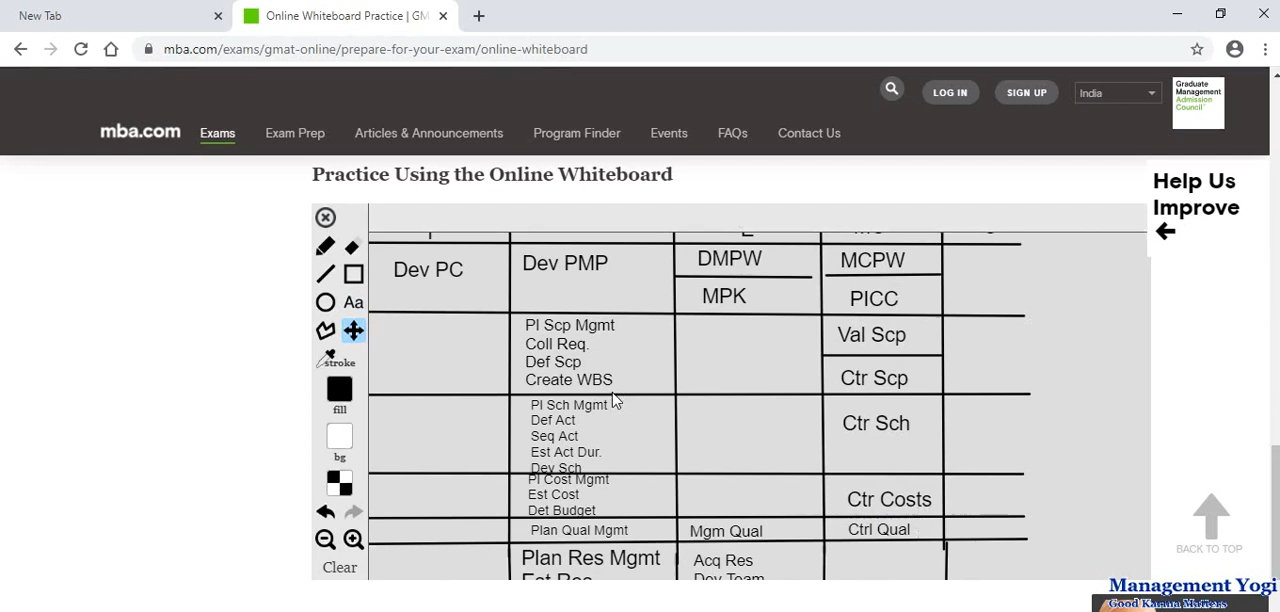 New Tab
Online Whiteboard Practice | GM
mba.com/exams/gmat-online/prepare-for-your-exam/online-whiteboard
LOG IN
SIGN UP
India
Graduate
Management
Admission
Council
mba.com
Exams
Exam Prep
Articles & Announcements
Program Finder
Events
FAQs
Contact Us
Practice Using the Online Whiteboard
Help Us
Improve
Aa
stroke
fill
bg
Clear
Dev PC
Dev PMP
DMPW
MPK
MCPW
PICC
Pl Scp Mgmt
Coll Req.
Def Scp
Create WBS
Val Scp
Ctr Scp
Pl Sch Mgmt
Def Act
Seq Act
Est Act Dur.
Dev Sch
Ctr Sch
Pl Cost Mgmt
Est Cost
Det Budget
Ctr Costs
Plan Qual Mgmt
Mgm Qual
Ctrl Qual
Plan Res Mgmt
Est Res
Acq Res
Dev Team
BACK TO TOP
Management Yogi
Good Karma Matters